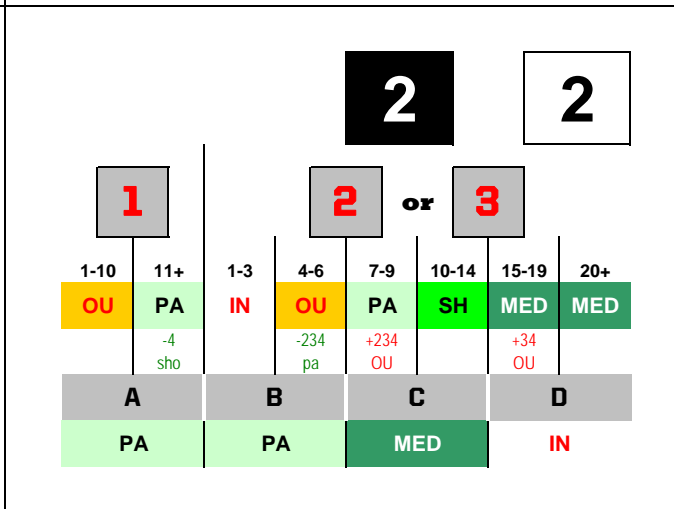 2 2
1 2 or 3
1-10 11+ 1-3 4-6 7-9 10-14 15-19 20+
OU PA IN OU PA SH MED MED
-4 -234 +234 +34
sho pa OU OU
A B C D
PA PA MED IN